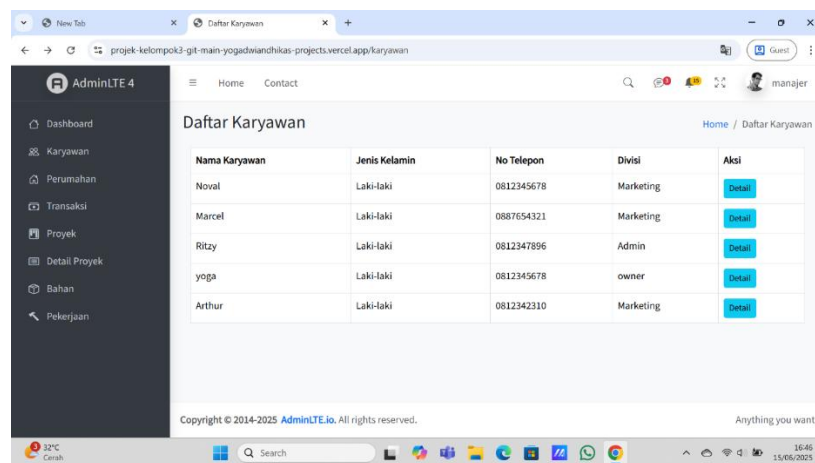 New Tab
Daftar Karyawan
projek-kelompok3-git-main-yogadwiandhikas-projects.vercel.app/karyawan
Guest
AdminLTE 4
Home Contact
manajer
Dashboard
Karyawan
Perumahan
Transaksi
Proyek
Detail Proyek
Bahan
Pekerjaan
Daftar Karyawan
Home / Daftar Karyawan
Nama Karyawan Jenis Kelamin No Telepon Divisi Aksi
Noval Laki-laki 0812345678 Marketing Detail
Marcel Laki-laki 0887654321 Marketing Detail
Ritzy Laki-laki 0812347896 Admin Detail
yoga Laki-laki 0812345678 owner Detail
Arthur Laki-laki 0812342310 Marketing Detail
Copyright © 2014-2025 AdminLTE.io. All rights reserved.
Anything you want
32°C
Cerah
Search
16:46
15/06/2025